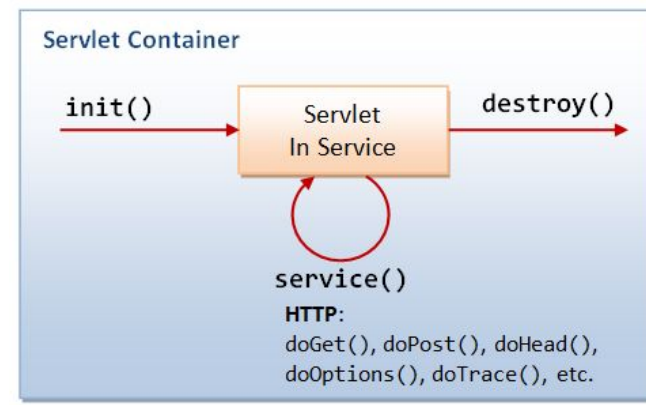 Servlet Container
init()
Servlet
In Service
destroy()
service()
HTTP:
doGet(), doPost(), doHead(),
doOptions(), doTrace(), etc.